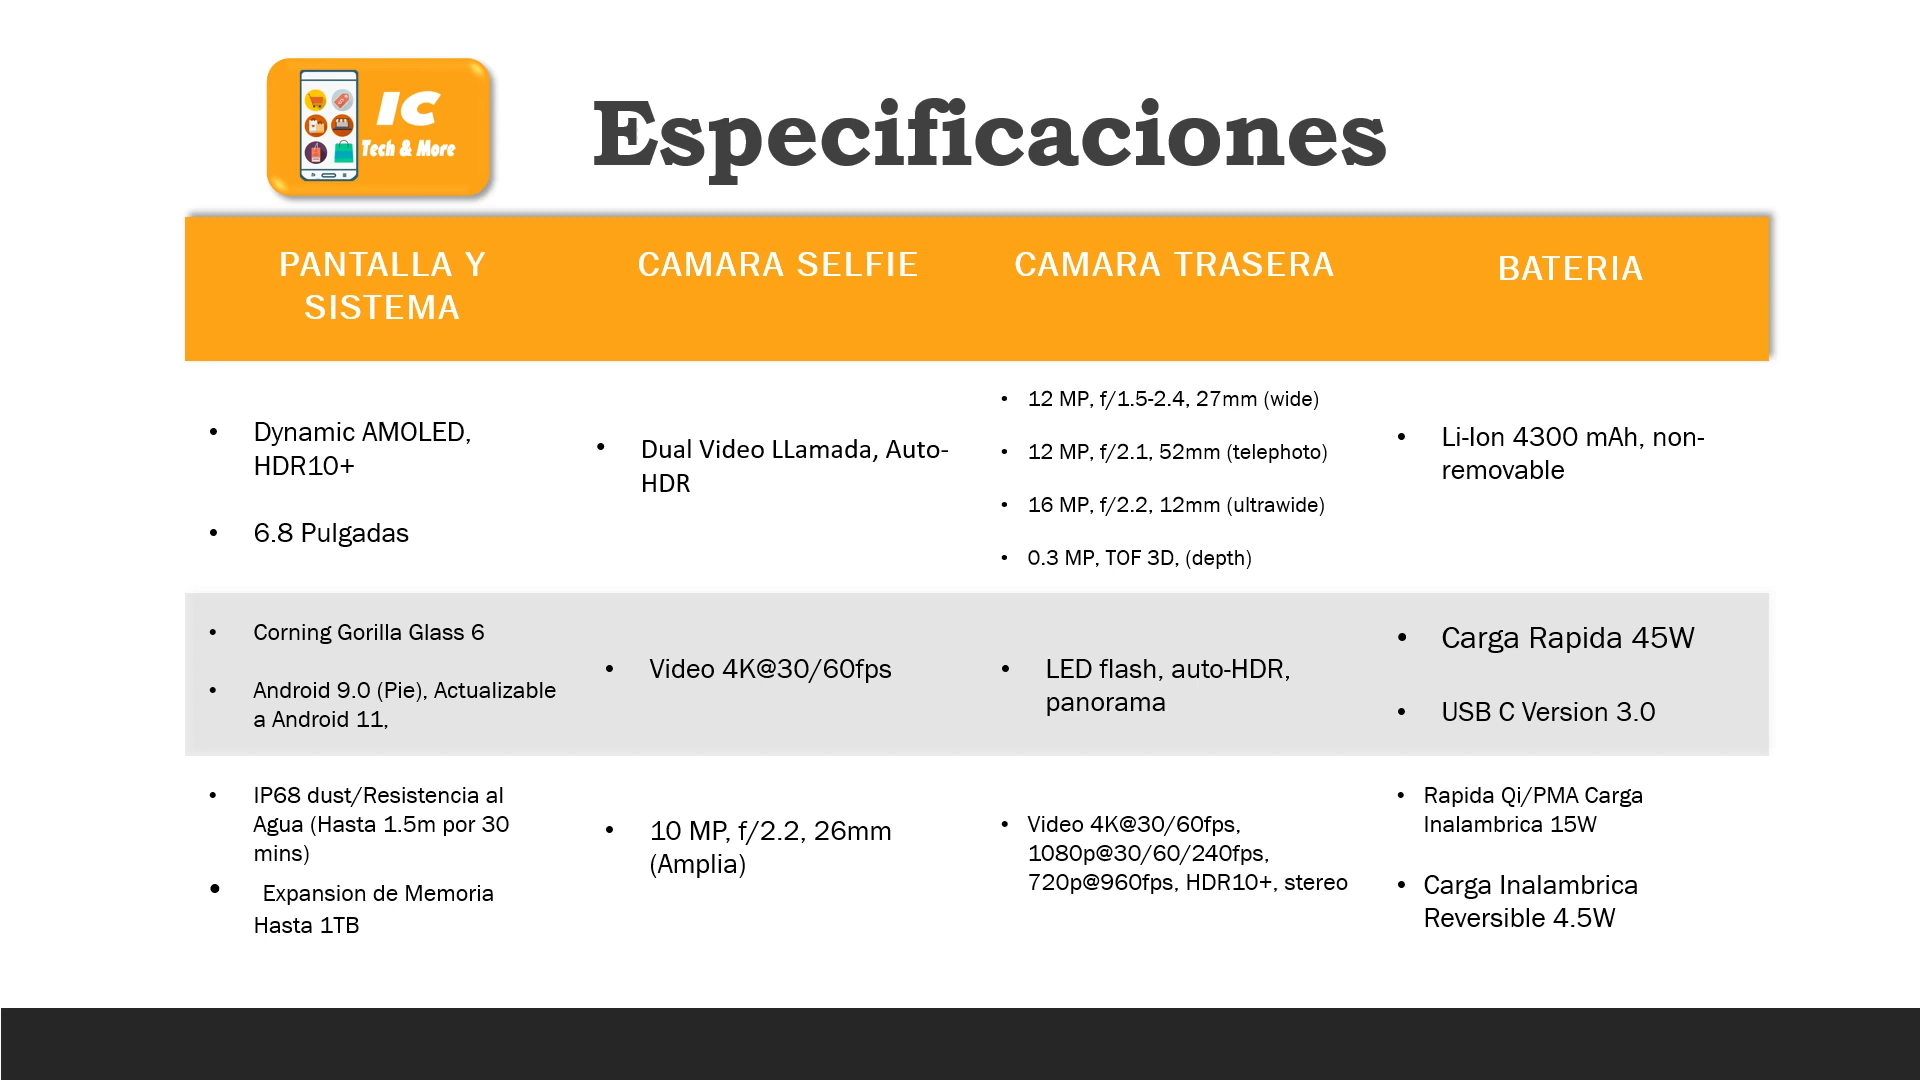 IC
Tech & More
Especificaciones
PANTALLA Y
SISTEMA
CAMARA SELFIE
CAMARA TRASERA
BATERIA
• Dynamic AMOLED,
HDR10+
• 6.8 Pulgadas
• Dual Video LLamada, Auto-
HDR
• 12 MP, f/1.5-2.4, 27mm (wide)
• 12 MP, f/2.1, 52mm (telephoto)
• 16 MP, f/2.2, 12mm (ultrawide)
• 0.3 MP, TOF 3D, (depth)
• Li-Ion 4300 mAh, non-
removable
• Corning Gorilla Glass 6
• Android 9.0 (Pie), Actualizable
a Android 11,
• Video 4K@30/60fps
• LED flash, auto-HDR,
panorama
• Carga Rapida 45W
• USB C Version 3.0
• IP68 dust/Resistencia al
Agua (Hasta 1.5m por 30
mins)
• Expansion de Memoria
Hasta 1TB
• 10 MP, f/2.2, 26mm
(Amplia)
• Video 4K@30/60fps,
1080p@30/60/240fps,
720p@960fps, HDR10+, stereo
• Rapida Qi/PMA Carga
Inalambrica 15W
• Carga Inalambrica
Reversible 4.5W